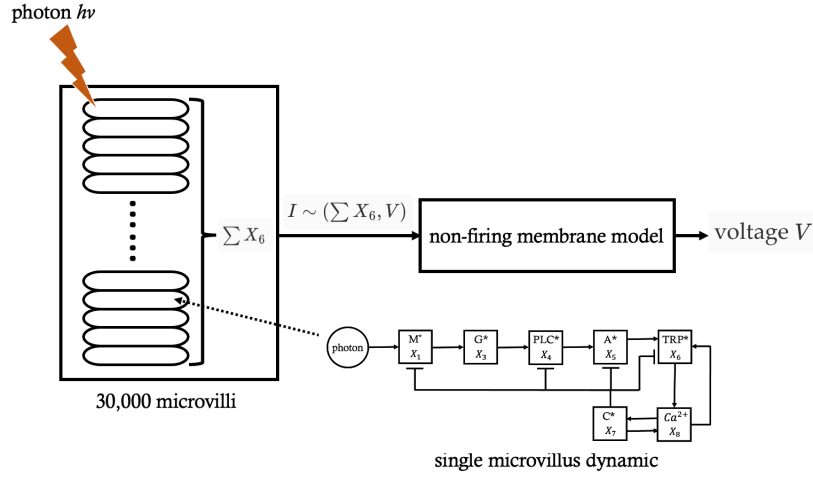 photon hν
∑ X₆
I ∼ (∑ X₆, V)
non-firing membrane model
voltage V
30,000 microvilli
photon
M*
X₁
G*
X₃
PLC*
X₄
A*
X₅
TRP*
X₆
C*
X₇
Ca²⁺
X₈
single microvillus dynamic